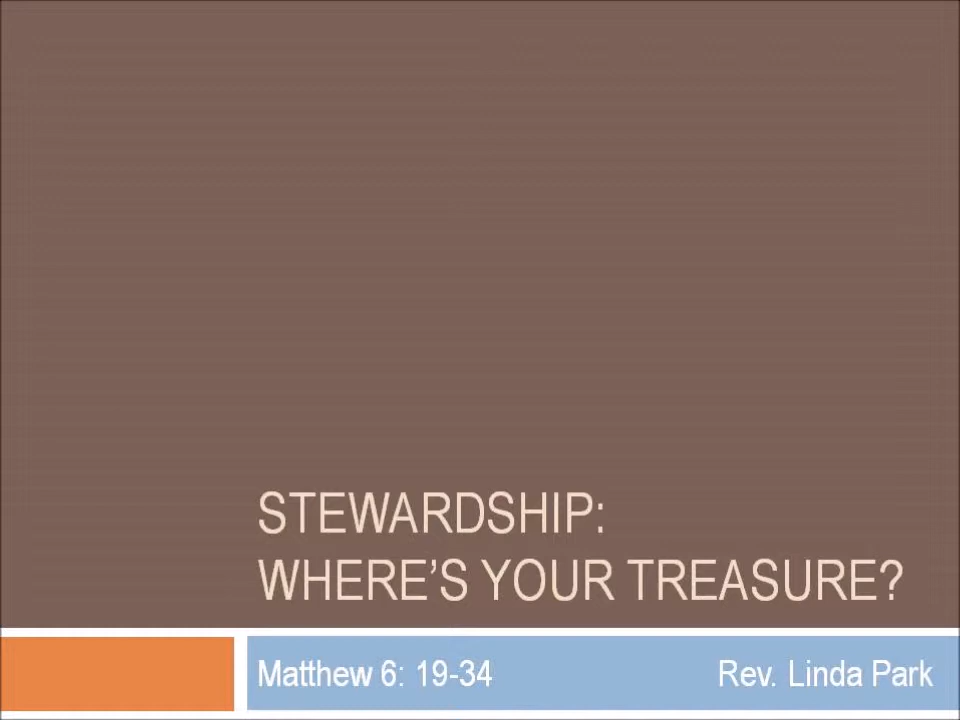 STEWARDSHIP:
WHERE’S YOUR TREASURE?
Matthew 6: 19-34 Rev. Linda Park